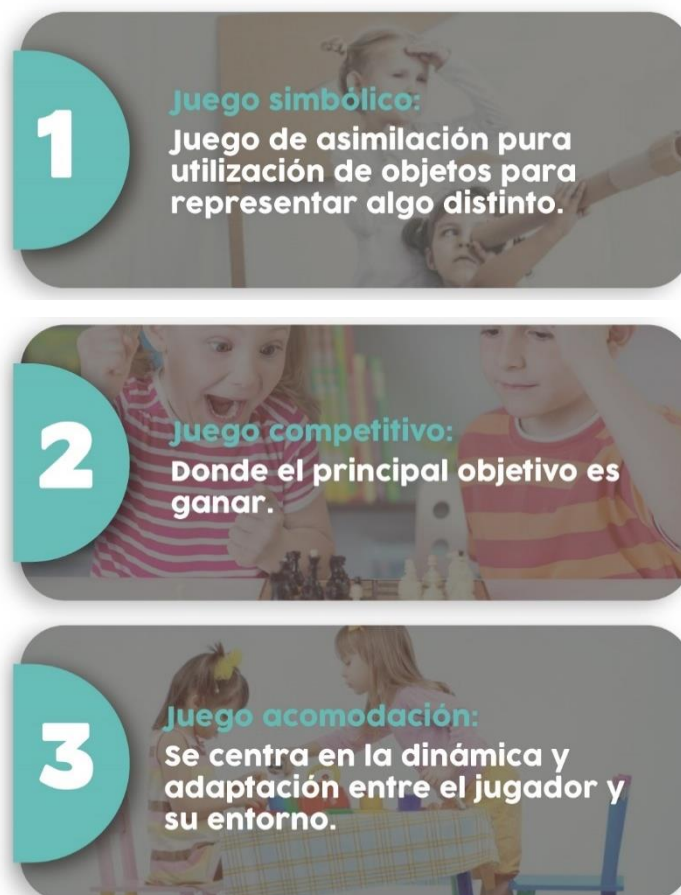 1
Juego simbólico:
Juego de asimilación pura
utilización de objetos para
representar algo distinto.
2
Juego competitivo:
Donde el principal objetivo es
ganar.
3
Juego acomodación:
Se centra en la dinámica y
adaptación entre el jugador y
su entorno.